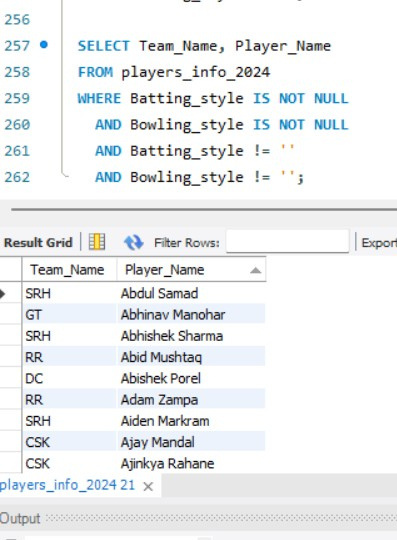 256
257 SELECT Team_Name, Player_Name
258 FROM players_info_2024
259 WHERE Batting_style IS NOT NULL
260 AND Bowling_style IS NOT NULL
261 AND Batting_style != ''
262 AND Bowling_style != '';
Result Grid Filter Rows: Export
Team_Name Player_Name
SRH Abdul Samad
GT Abhinav Manohar
SRH Abhishek Sharma
RR Abid Mushtaq
DC Abishek Porel
RR Adam Zampa
SRH Aiden Markram
CSK Ajay Mandal
CSK Ajinkya Rahane
players_info_2024 21
Output